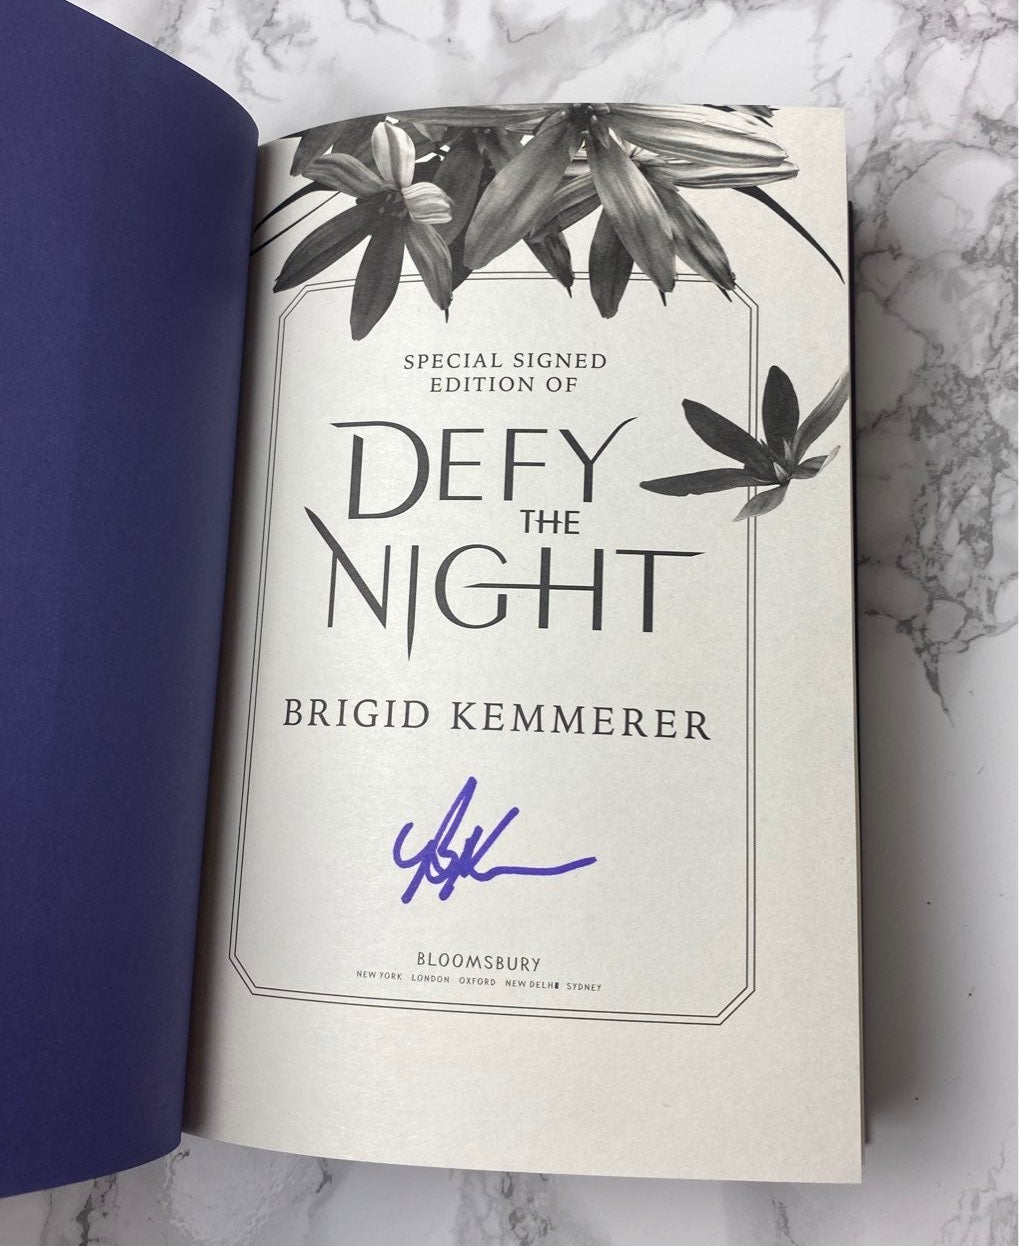 SPECIAL SIGNED
EDITION OF
DEFY
THE
NIGHT
BRIGID KEMMERER
BLOOMSBURY
NEW YORK LONDON OXFORD NEW DELHI SYDNEY